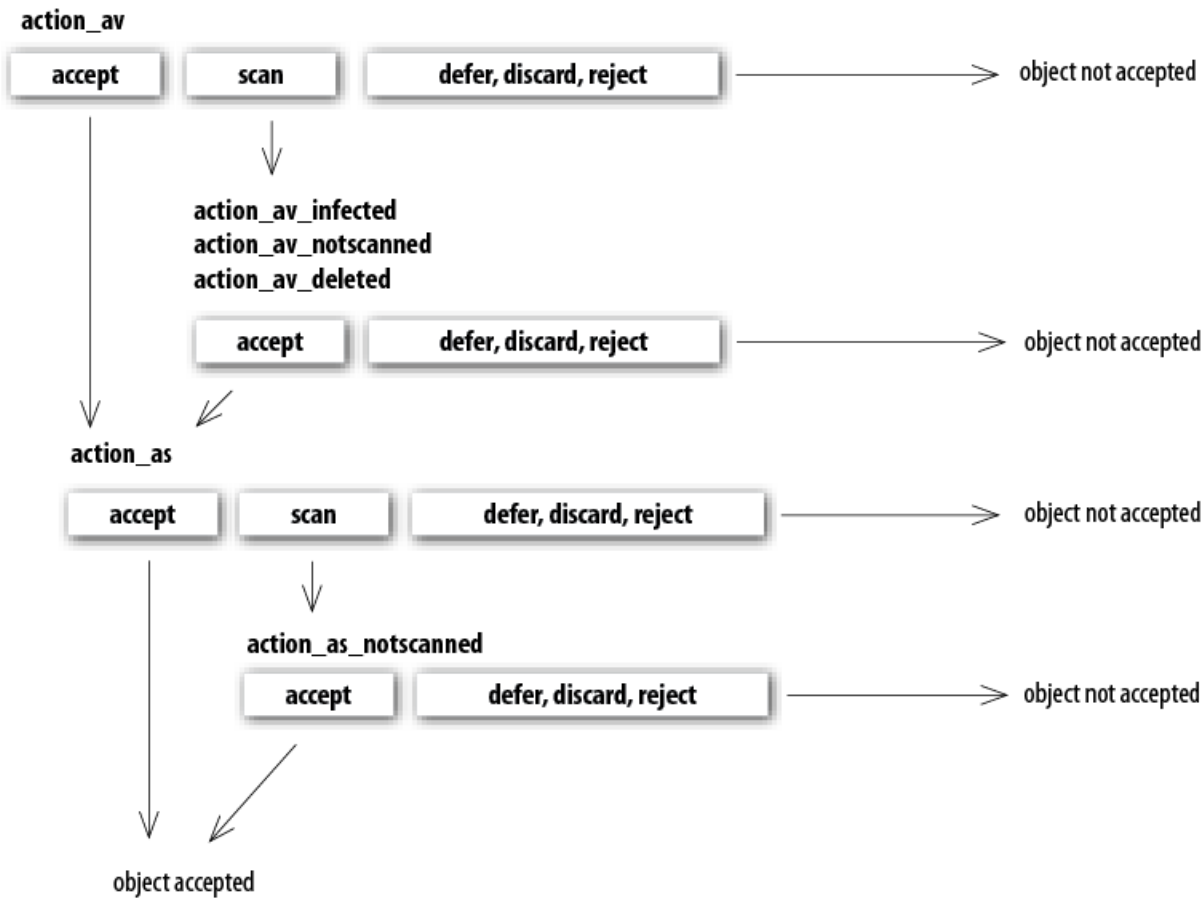 action_av
accept scan defer, discard, reject object not accepted
action_av_infected
action_av_notscanned
action_av_deleted
accept defer, discard, reject object not accepted
action_as
accept scan defer, discard, reject object not accepted
action_as_notscanned
accept defer, discard, reject object not accepted
object accepted